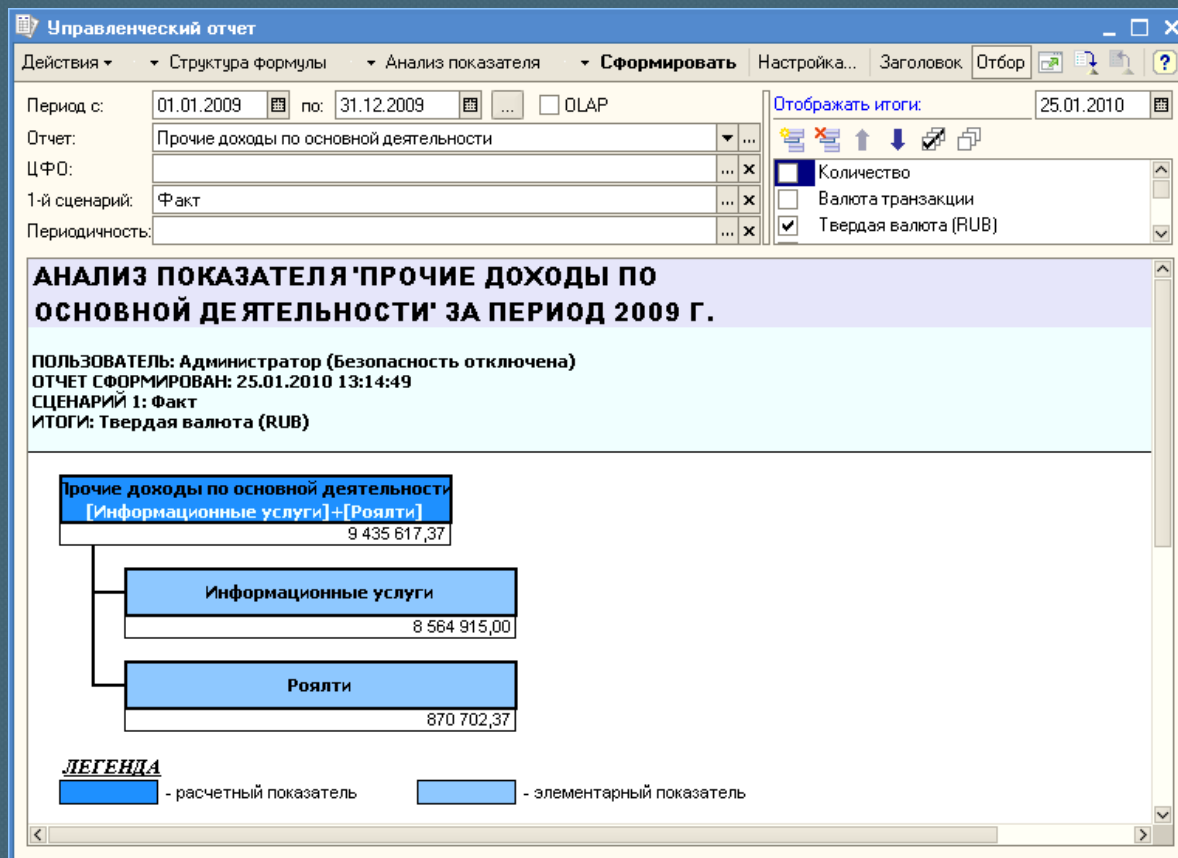 Управленческий отчет
Действия Структура формулы Анализ показателя Сформировать Настройка... Заголовок Отбор ?
Период с: 01.01.2009 по: 31.12.2009 ... OLAP
Отчет: Прочие доходы по основной деятельности ...
ЦФО: ... x
1-й сценарий: Факт ... x
Периодичность: ... x
Отображать итоги: 25.01.2010
Количество
Валюта транзакции
Твердая валюта (RUB)
АНАЛИЗ ПОКАЗАТЕЛЯ 'ПРОЧИЕ ДОХОДЫ ПО
ОСНОВНОЙ ДЕЯТЕЛЬНОСТИ' ЗА ПЕРИОД 2009 Г.
ПОЛЬЗОВАТЕЛЬ: Администратор (Безопасность отключена)
ОТЧЕТ СФОРМИРОВАН: 25.01.2010 13:14:49
СЦЕНАРИЙ 1: Факт
ИТОГИ: Твердая валюта (RUB)
Прочие доходы по основной деятельности
[Информационные услуги]+[Роялти]
9 435 617,37
Информационные услуги
8 564 915,00
Роялти
870 702,37
ЛЕГЕНДА
- расчетный показатель - элементарный показатель